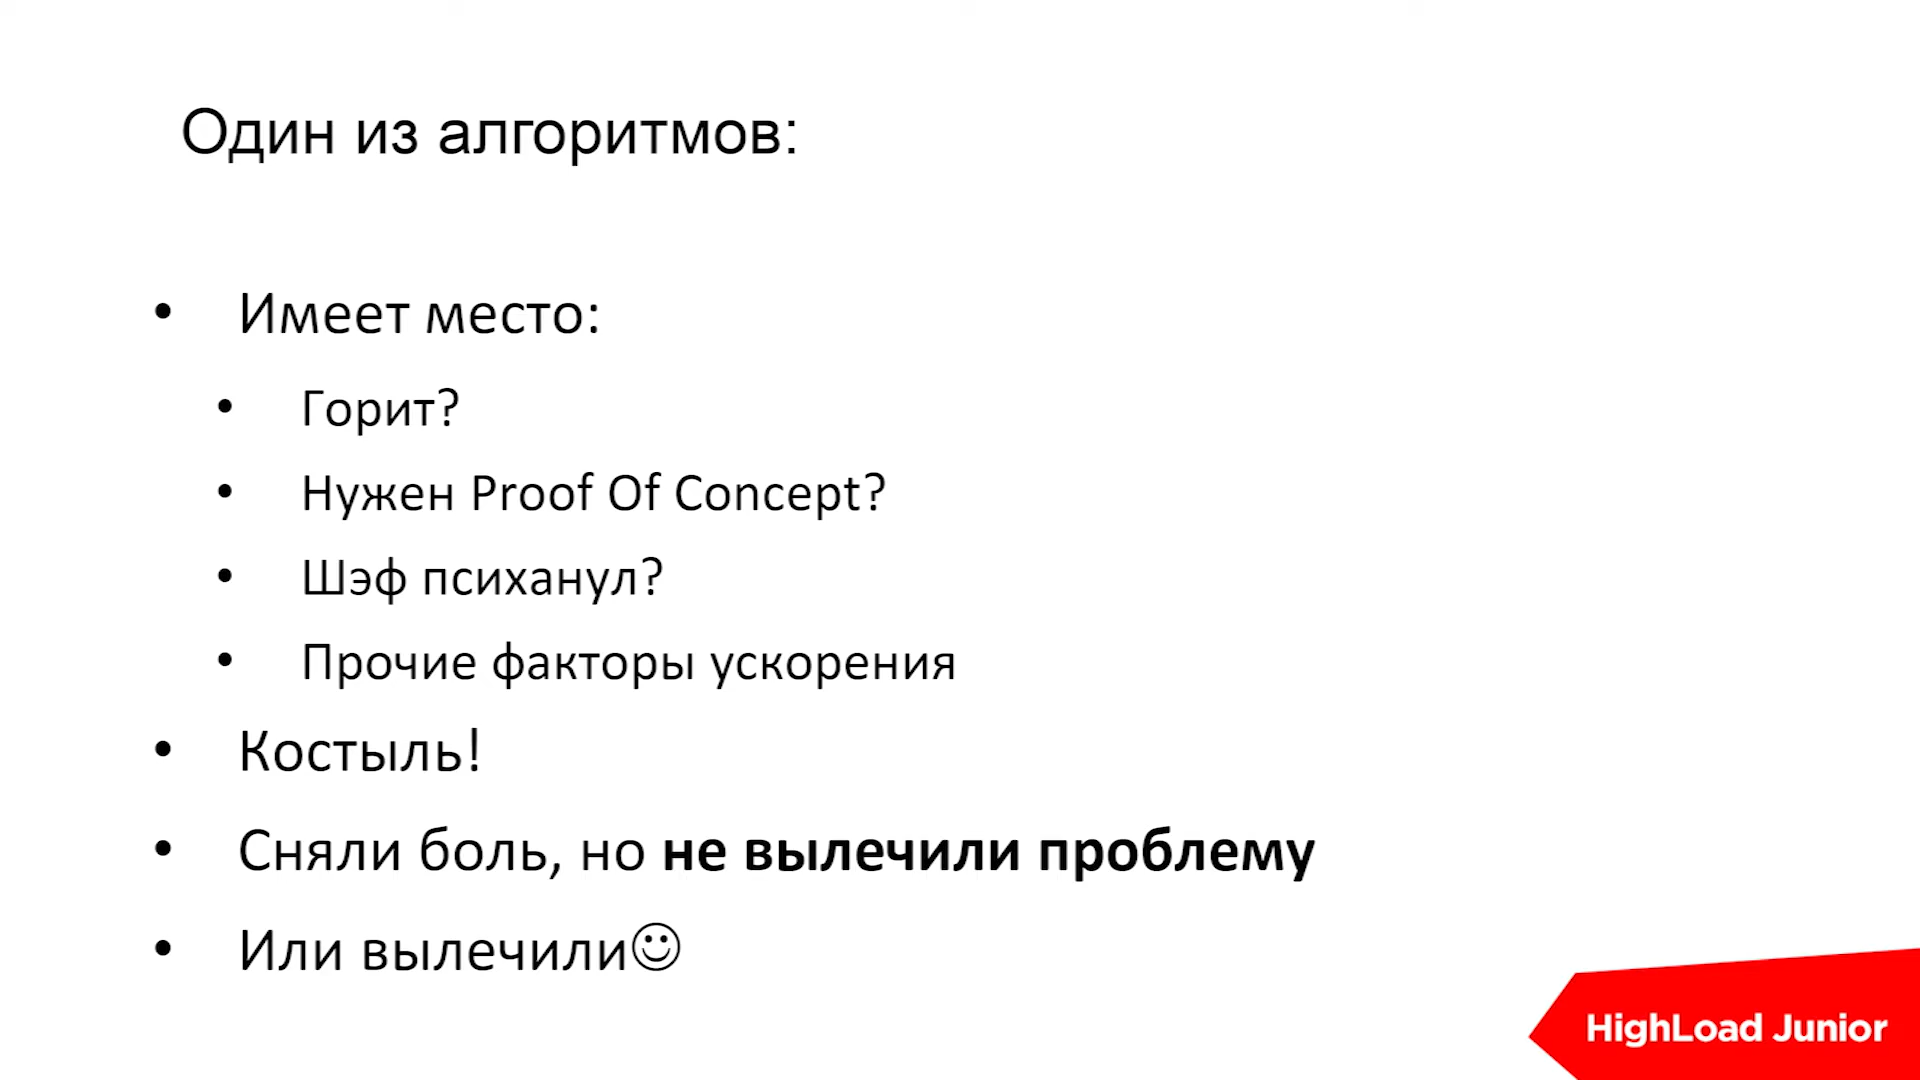 Один из алгоритмов:
• Имеет место:
• Горит?
• Нужен Proof Of Concept?
• Шэф психанул?
• Прочие факторы ускорения
• Костыль!
• Сняли боль, но не вылечили проблему
• Или вылечили☺
HighLoad Junior